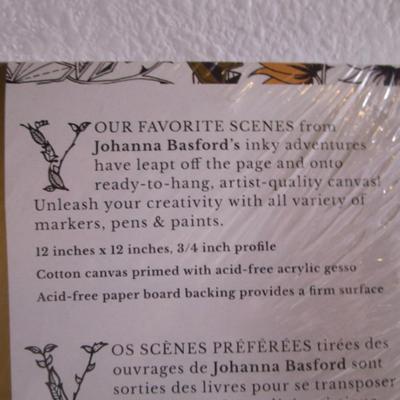 YOUR FAVORITE SCENES from
Johanna Basford's inky adventures
have leapt off the page and onto
ready-to-hang, artist-quality canvas!
Unleash your creativity with all variety of
markers, pens & paints.
12 inches x 12 inches, 3/4 inch profile
Cotton canvas primed with acid-free acrylic gesso
Acid-free paper board backing provides a firm surface
VOS SCÈNES PRÉFÉRÉES tirées des
ouvrages de Johanna Basford sont
sorties des livres pour se transposer